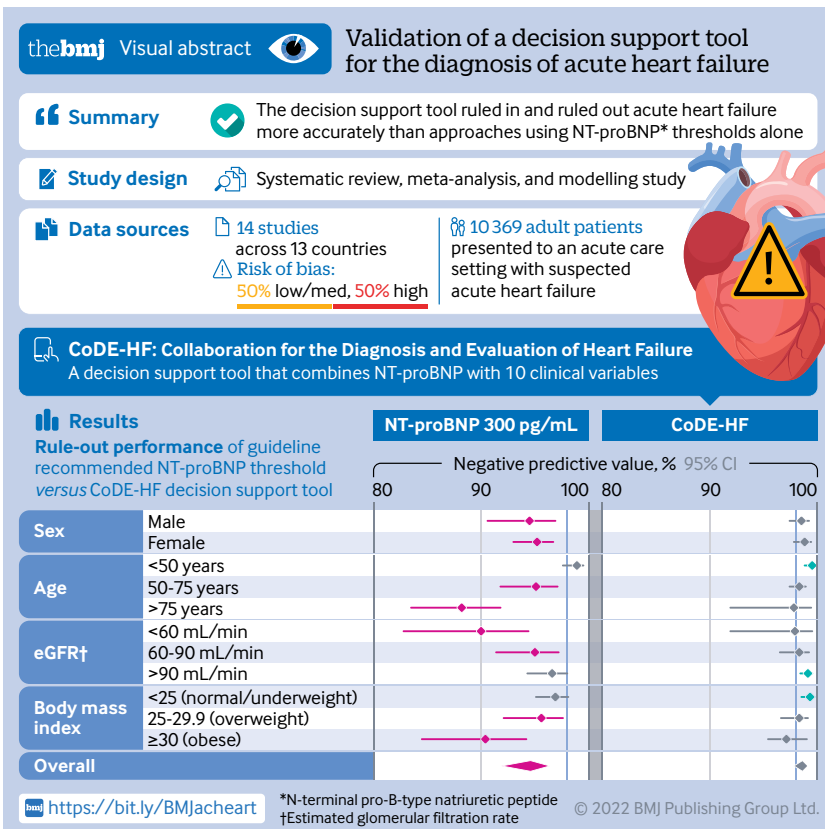 thebmj Visual abstract
Validation of a decision support tool
for the diagnosis of acute heart failure
Summary
The decision support tool ruled in and ruled out acute heart failure
more accurately than approaches using NT-proBNP* thresholds alone
Study design
Systematic review, meta-analysis, and modelling study
Data sources
14 studies
across 13 countries
Risk of bias:
50% low/med, 50% high
10 369 adult patients
presented to an acute care
setting with suspected
acute heart failure
CoDE-HF: Collaboration for the Diagnosis and Evaluation of Heart Failure
A decision support tool that combines NT-proBNP with 10 clinical variables
Results
Rule-out performance of guideline
recommended NT-proBNP threshold
versus CoDE-HF decision support tool
NT-proBNP 300 pg/mL
CoDE-HF
Negative predictive value, % 95% CI
80 90 100 80 90 100
Sex
Male
Female
Age
<50 years
50-75 years
>75 years
eGFR†
<60 mL/min
60-90 mL/min
>90 mL/min
Body mass
index
<25 (normal/underweight)
25-29.9 (overweight)
≥30 (obese)
Overall
bmj https://bit.ly/BMJacheart
*N-terminal pro-B-type natriuretic peptide
†Estimated glomerular filtration rate
© 2022 BMJ Publishing Group Ltd.